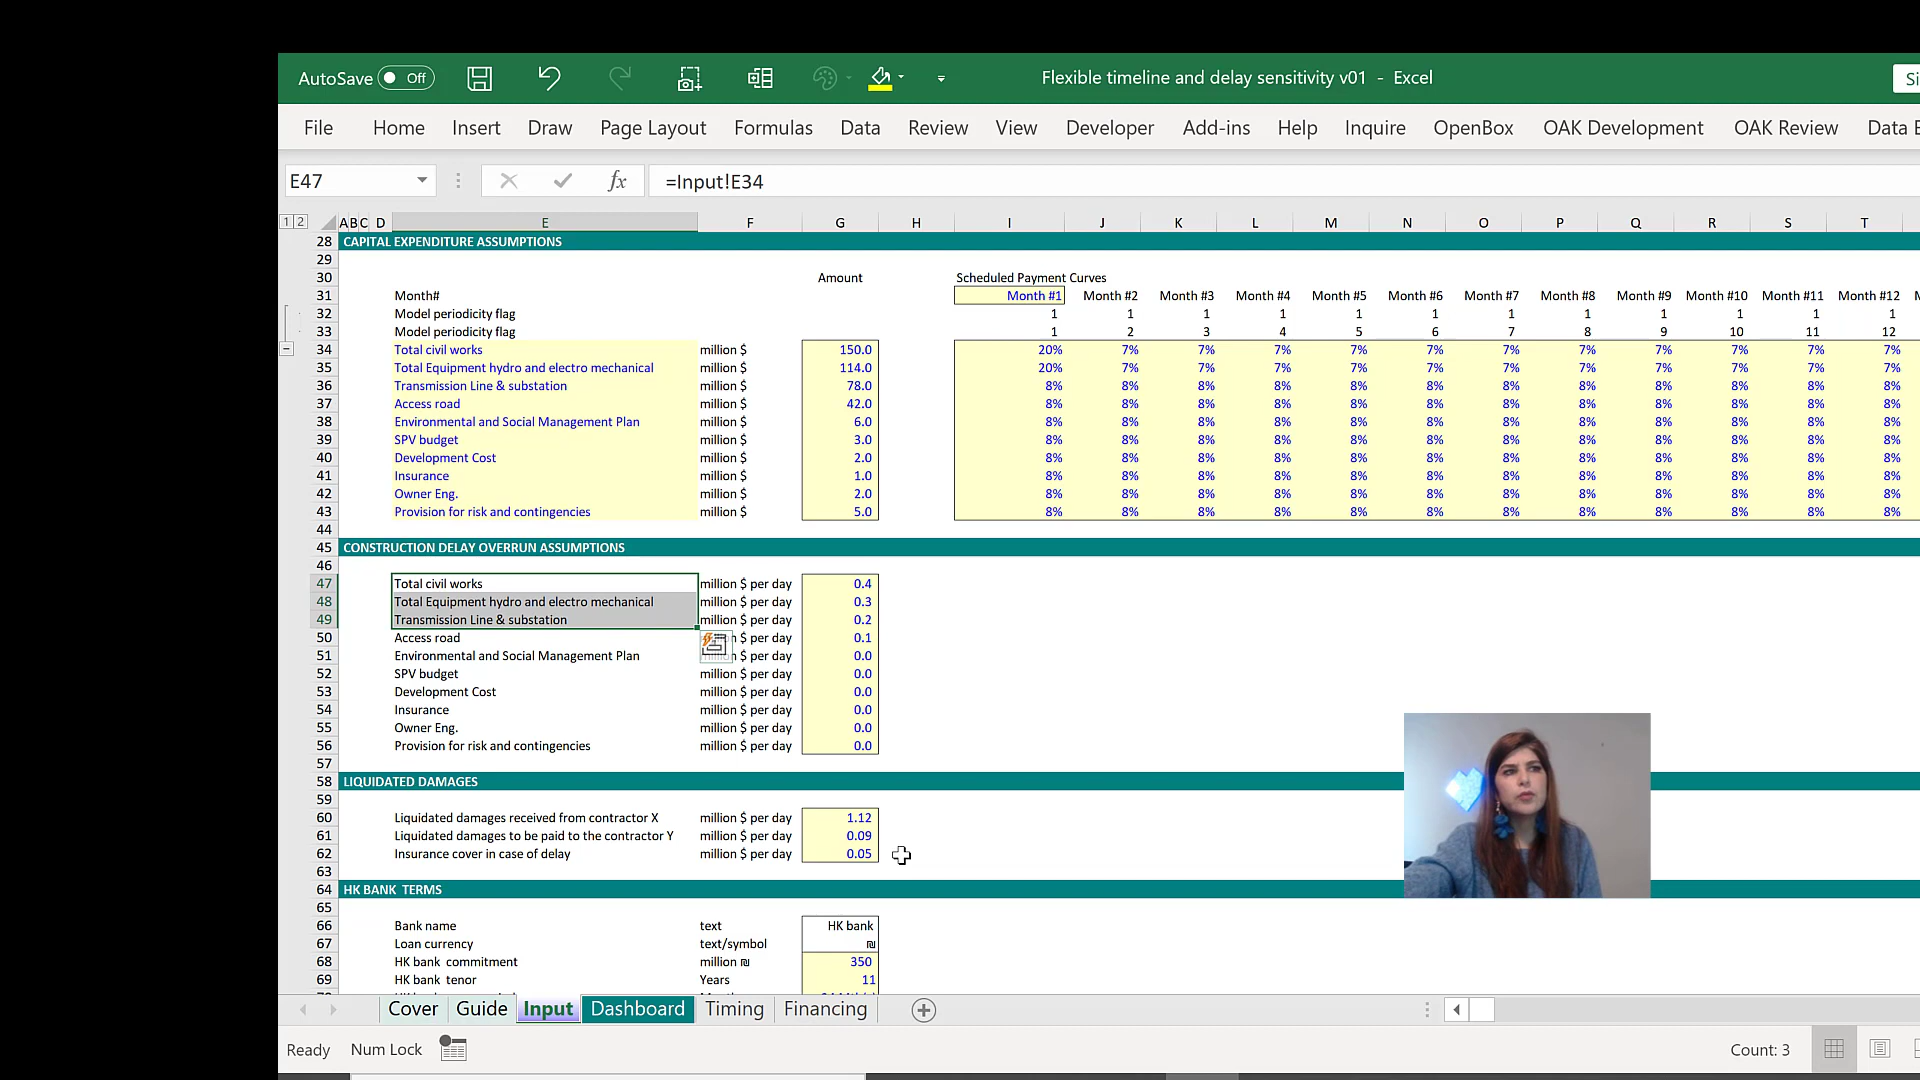 AutoSave Off Flexible timeline and delay sensitivity v01 - Excel Si
File Home Insert Draw Page Layout Formulas Data Review View Developer Add-ins Help Inquire OpenBox OAK Development OAK Review Data E
E47 fx =Input!E34
1 2 A B C D E F G H I J K L M N O P Q R S T
28 CAPITAL EXPENDITURE ASSUMPTIONS
29
30 Amount Scheduled Payment Curves
31 Month# Month #1 Month #2 Month #3 Month #4 Month #5 Month #6 Month #7 Month #8 Month #9 Month #10 Month #11 Month #12
32 Model periodicity flag 1 1 1 1 1 1 1 1 1 1 1 1
33 Model periodicity flag 1 2 3 4 5 6 7 8 9 10 11 12
34 Total civil works million $ 150.0 20% 7% 7% 7% 7% 7% 7% 7% 7% 7% 7% 7%
35 Total Equipment hydro and electro mechanical million $ 114.0 20% 7% 7% 7% 7% 7% 7% 7% 7% 7% 7% 7%
36 Transmission Line & substation million $ 78.0 8% 8% 8% 8% 8% 8% 8% 8% 8% 8% 8% 8%
37 Access road million $ 42.0 8% 8% 8% 8% 8% 8% 8% 8% 8% 8% 8% 8%
38 Environmental and Social Management Plan million $ 6.0 8% 8% 8% 8% 8% 8% 8% 8% 8% 8% 8% 8%
39 SPV budget million $ 3.0 8% 8% 8% 8% 8% 8% 8% 8% 8% 8% 8% 8%
40 Development Cost million $ 2.0 8% 8% 8% 8% 8% 8% 8% 8% 8% 8% 8% 8%
41 Insurance million $ 1.0 8% 8% 8% 8% 8% 8% 8% 8% 8% 8% 8% 8%
42 Owner Eng. million $ 2.0 8% 8% 8% 8% 8% 8% 8% 8% 8% 8% 8% 8%
43 Provision for risk and contingencies million $ 5.0 8% 8% 8% 8% 8% 8% 8% 8% 8% 8% 8% 8%
44
45 CONSTRUCTION DELAY OVERRUN ASSUMPTIONS
46
47 Total civil works million $ per day 0.4
48 Total Equipment hydro and electro mechanical million $ per day 0.3
49 Transmission Line & substation million $ per day 0.2
50 Access road $ per day 0.1
51 Environmental and Social Management Plan $ per day 0.0
52 SPV budget million $ per day 0.0
53 Development Cost million $ per day 0.0
54 Insurance million $ per day 0.0
55 Owner Eng. million $ per day 0.0
56 Provision for risk and contingencies million $ per day 0.0
57
58 LIQUIDATED DAMAGES
59
60 Liquidated damages received from contractor X million $ per day 1.12
61 Liquidated damages to be paid to the contractor Y million $ per day 0.09
62 Insurance cover in case of delay million $ per day 0.05
63
64 HK BANK TERMS
65
66 Bank name text HK bank
67 Loan currency text/symbol ₪
68 HK bank commitment million ₪ 350
69 HK bank tenor Years 11
Cover Guide Input Dashboard Timing Financing
Ready Num Lock Count: 3